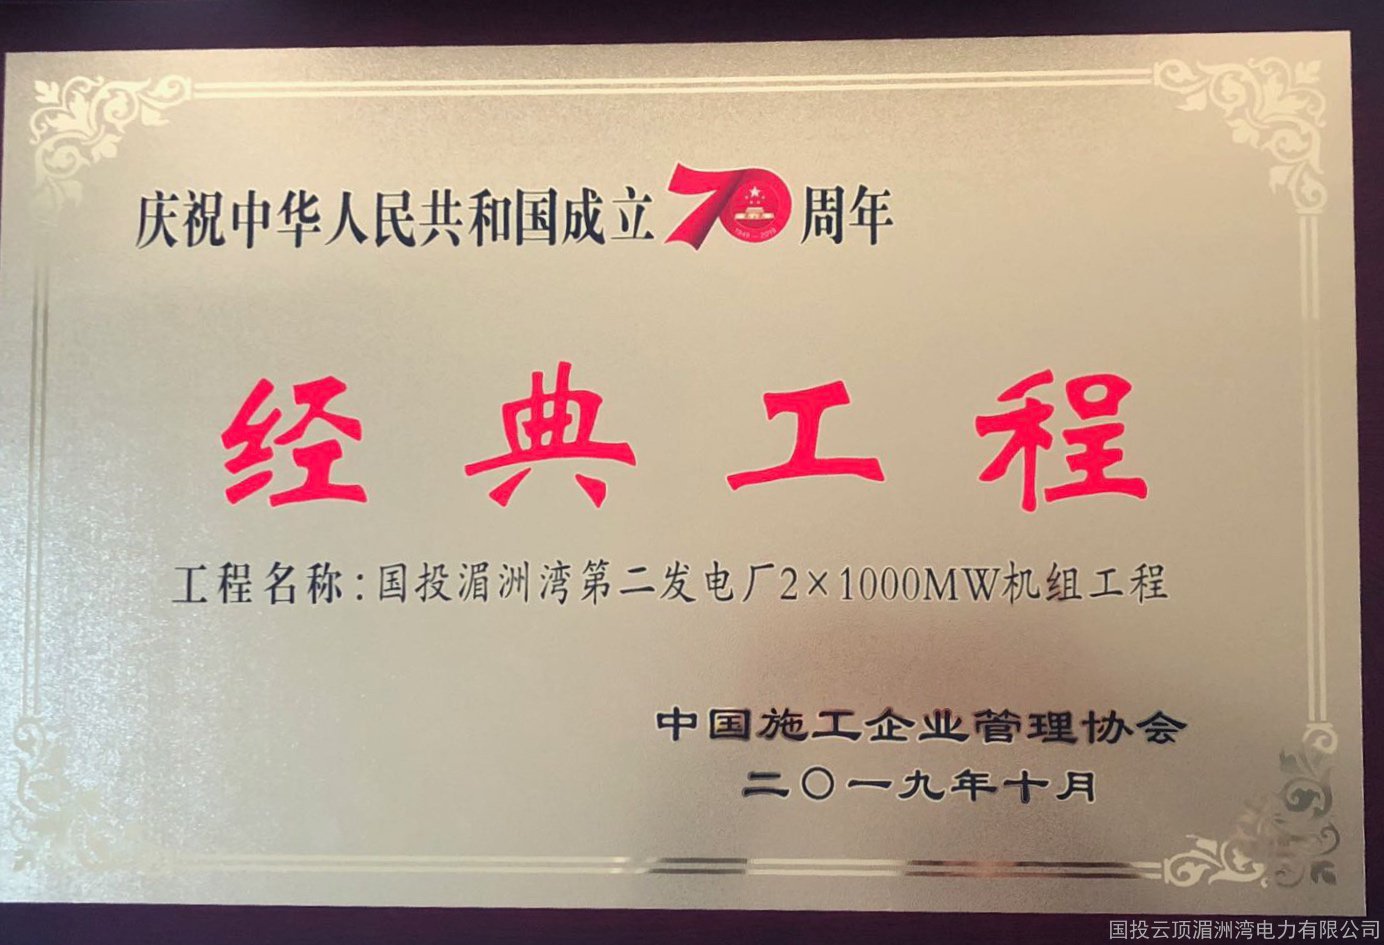 庆祝中华人民共和国成立70周年
1949—2019
经典工程
工程名称:国投湄洲湾第二发电厂2×1000MW机组工程
中国施工企业管理协会
二〇一九年十月
国投云顶湄洲湾电力有限公司